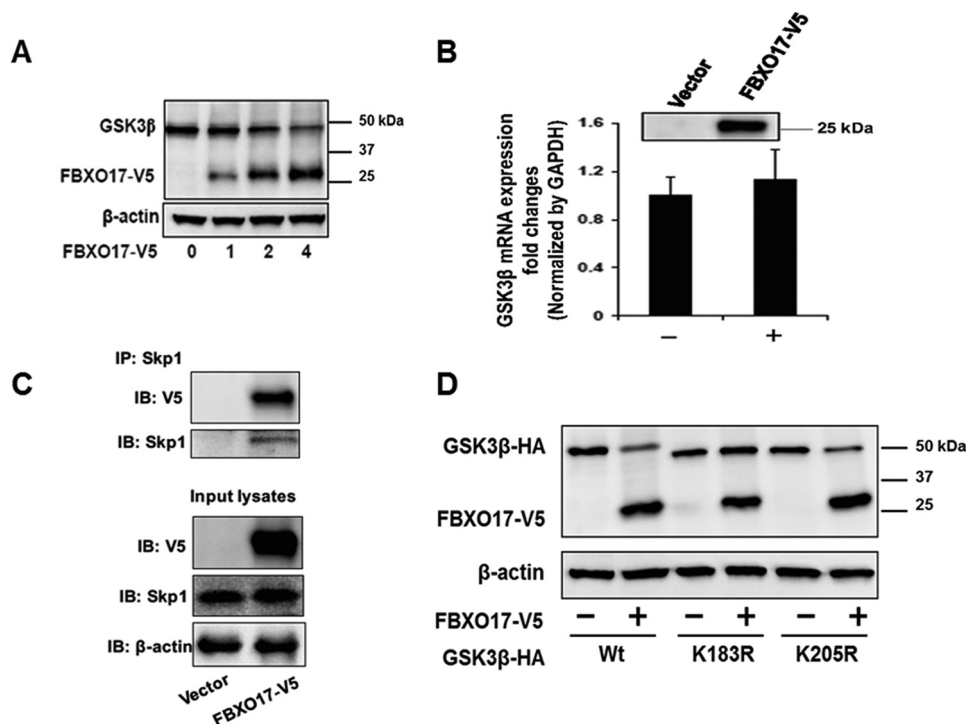 A
GSK3β
50 kDa
37
FBXO17-V5
25
β-actin
FBXO17-V5 0 1 2 4
B
Vector
FBXO17-V5
25 kDa
GSK3β mRNA expression
fold changes
(Normalized by GAPDH)
1.6
1.2
0.8
0.4
0
– +
C
IP: Skp1
IB: V5
IB: Skp1
Input lysates
IB: V5
IB: Skp1
IB: β-actin
Vector
FBXO17-V5
D
GSK3β-HA
50 kDa
37
25
FBXO17-V5
β-actin
FBXO17-V5 – + – + – +
GSK3β-HA Wt K183R K205R